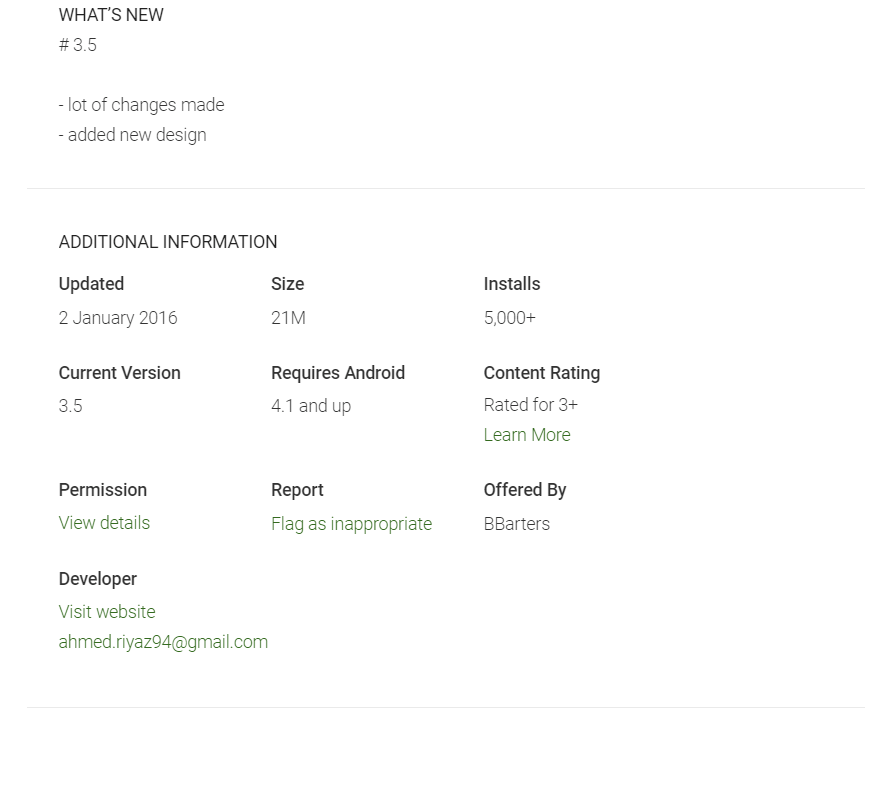 WHAT'S NEW
# 3.5
- lot of changes made
- added new design
ADDITIONAL INFORMATION
Updated
2 January 2016
Size
21M
Installs
5,000+
Current Version
3.5
Requires Android
4.1 and up
Content Rating
Rated for 3+
Learn More
Permission
View details
Report
Flag as inappropriate
Offered By
BBarters
Developer
Visit website
ahmed.riyaz94@gmail.com